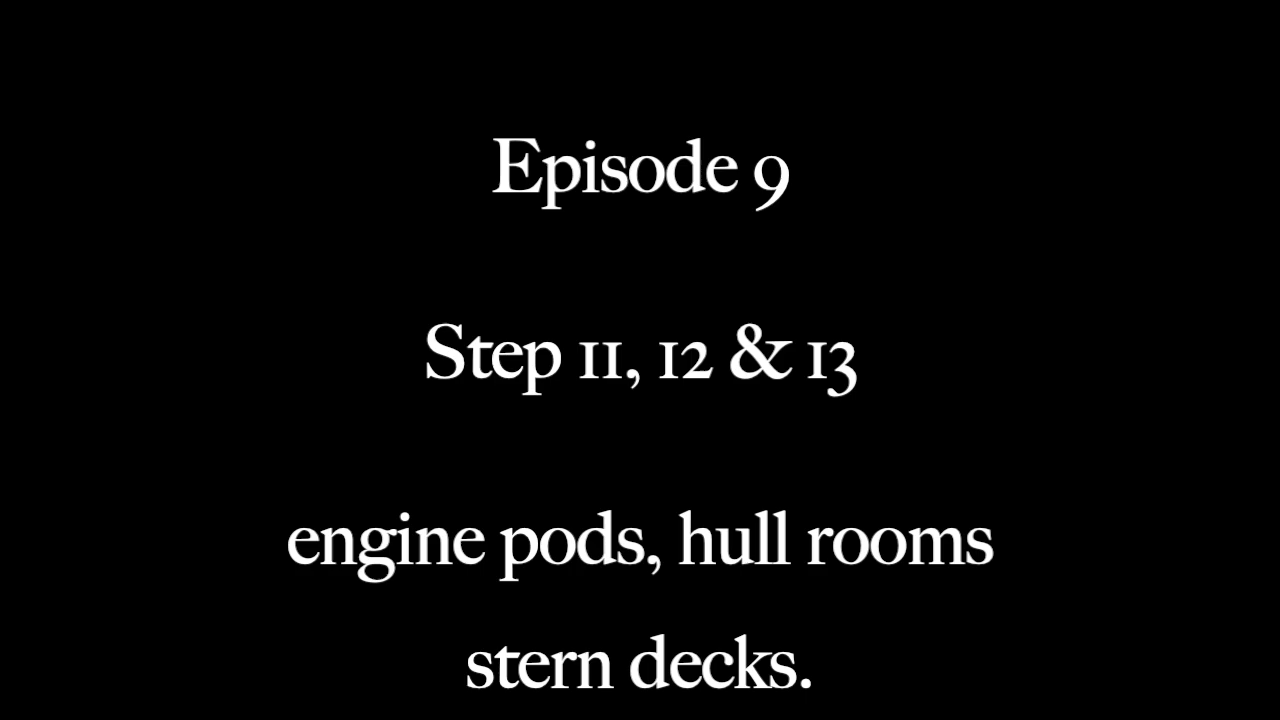 Episode 9
Step 11, 12 & 13
engine pods, hull rooms
stern decks.